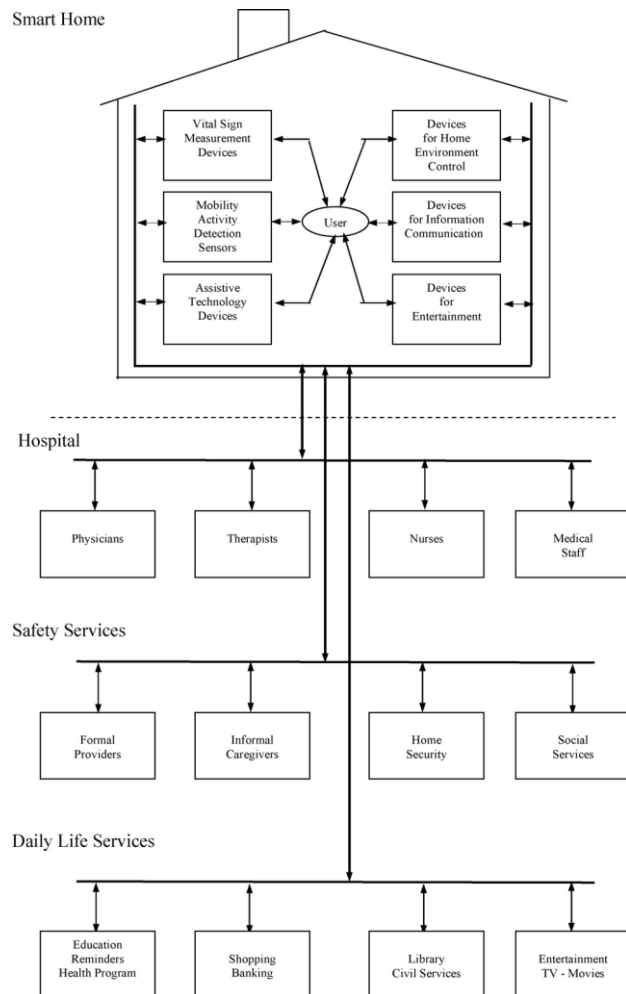 Smart Home
Vital Sign
Measurement
Devices
Devices
for Home
Environment
Control
Mobility
Activity
Detection
Sensors
User
Devices
for Information
Communication
Assistive
Technology
Devices
Devices
for
Entertainment
Hospital
Physicians
Therapists
Nurses
Medical
Staff
Safety Services
Formal
Providers
Informal
Caregivers
Home
Security
Social
Services
Daily Life Services
Education
Reminders
Health Program
Shopping
Banking
Library
Civil Services
Entertainment
TV - Movies